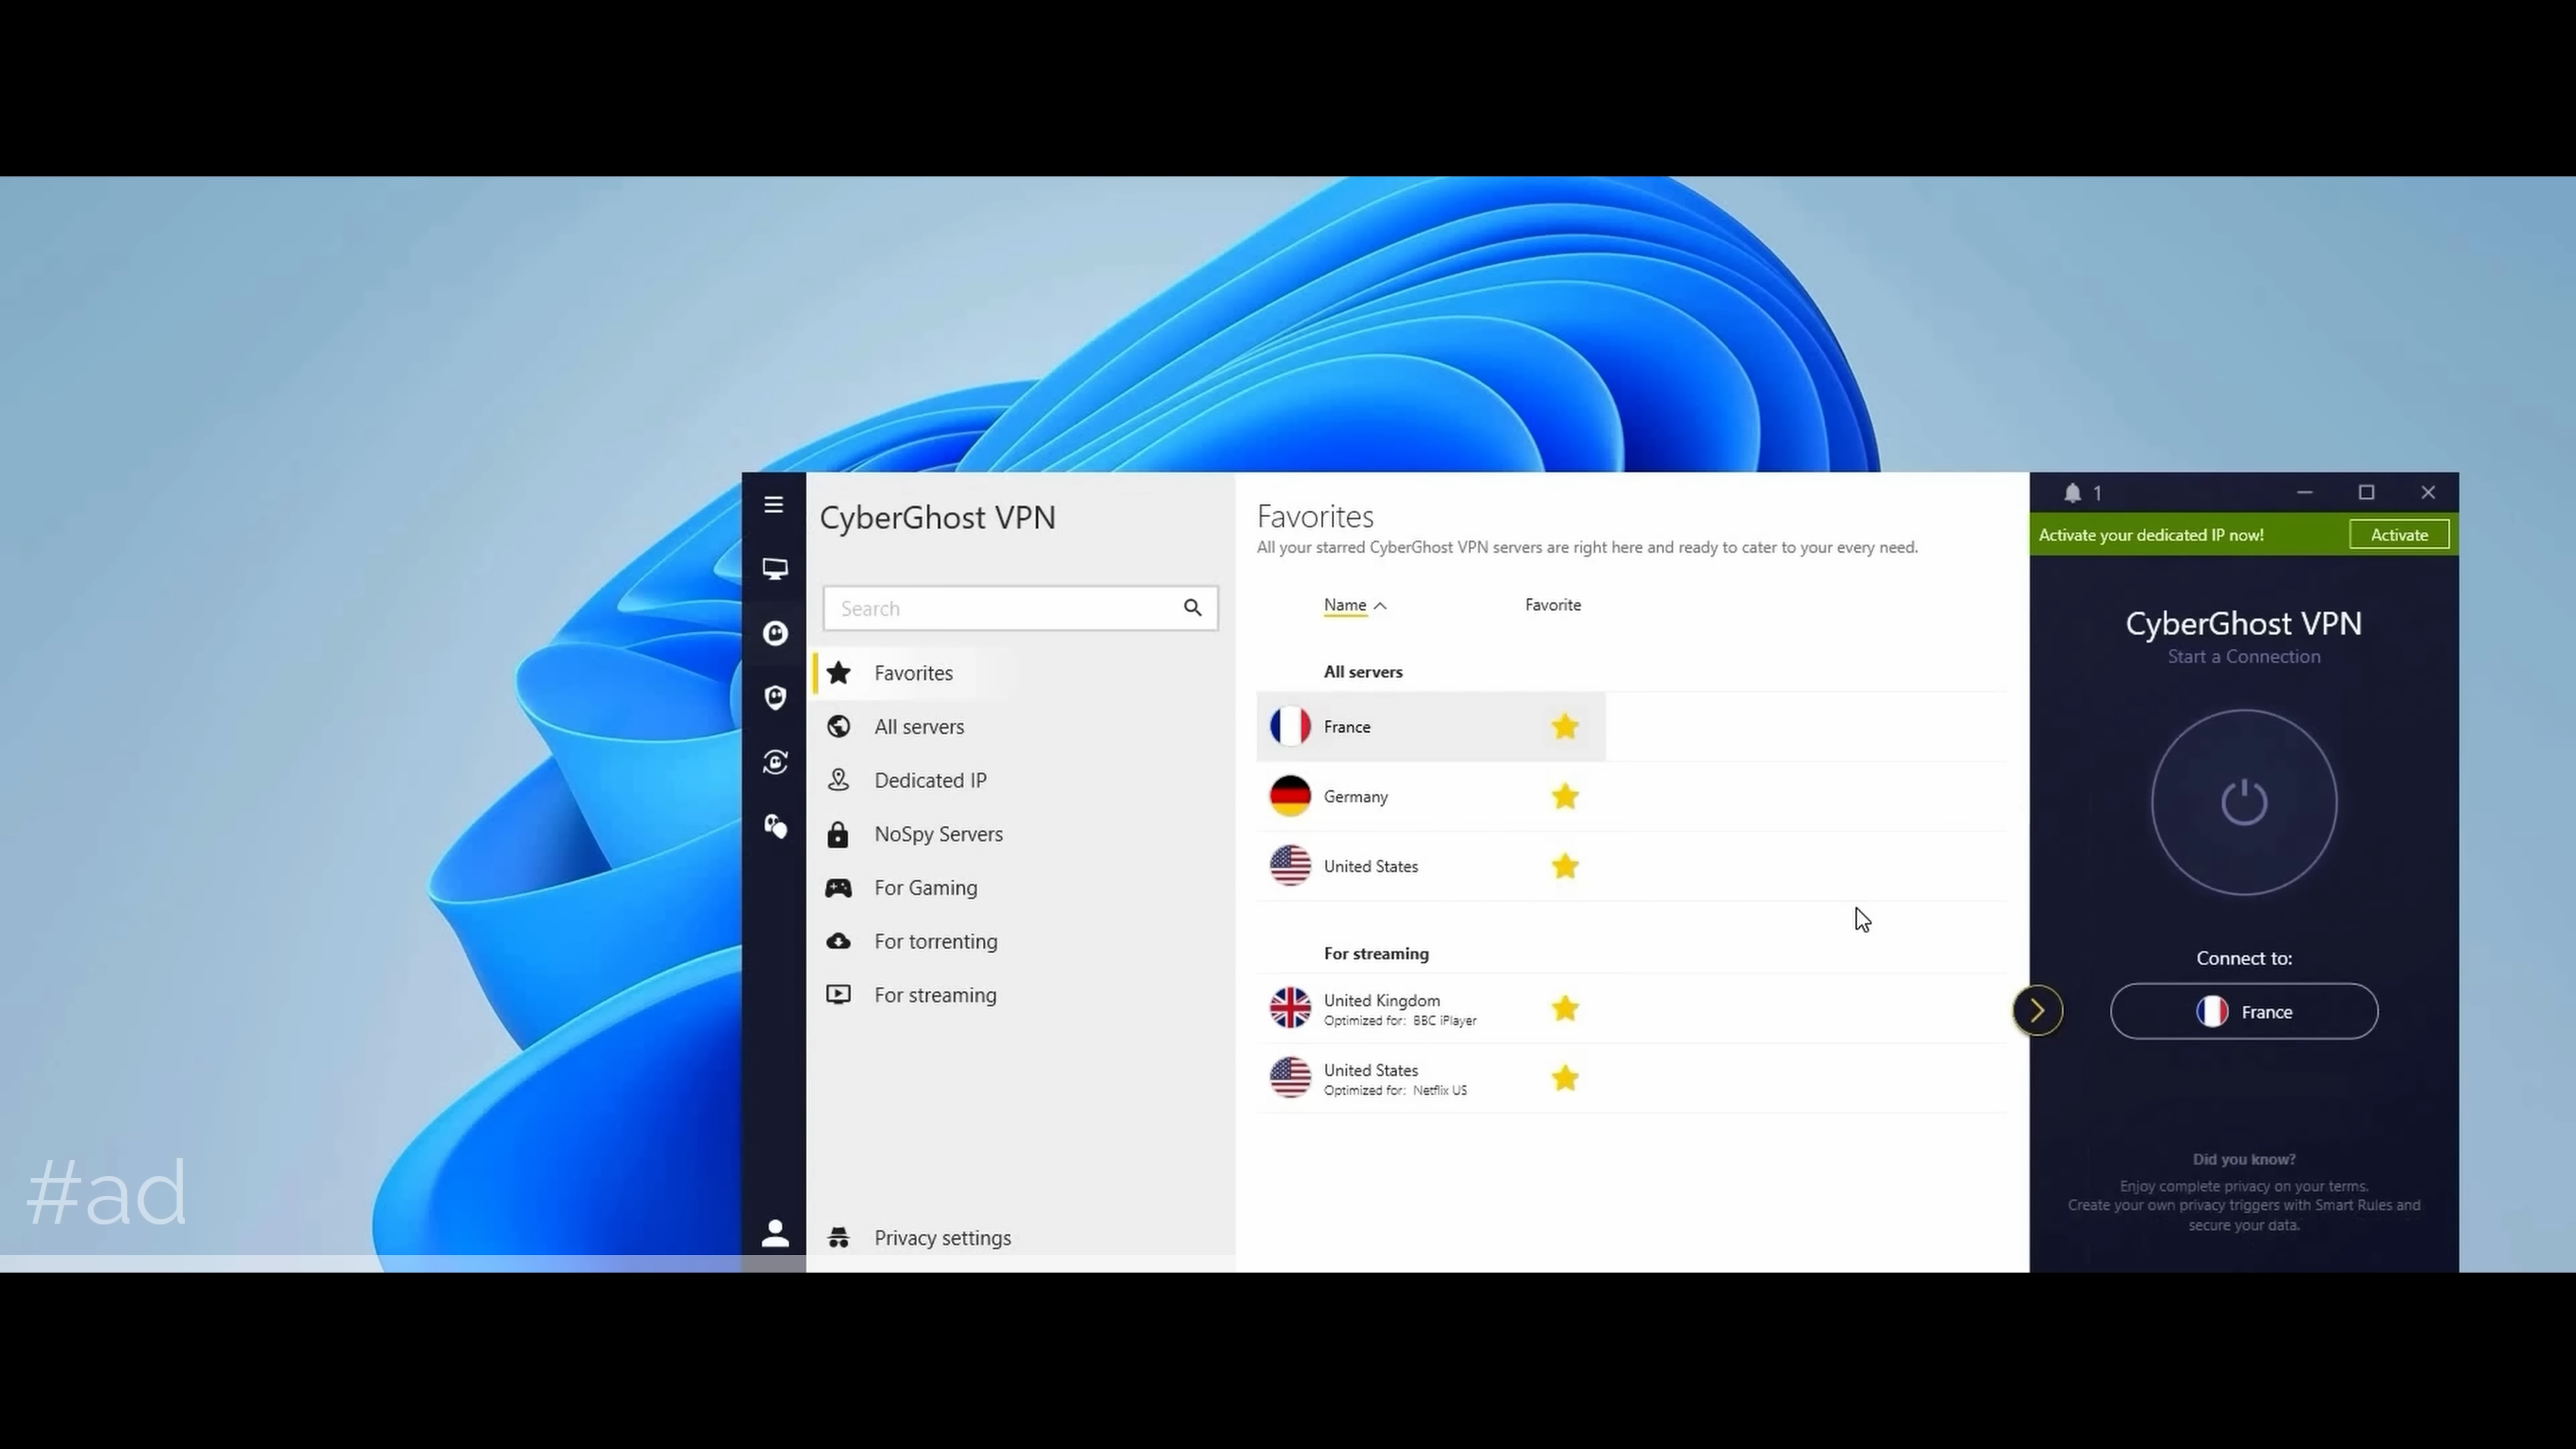 CyberGhost VPN
Search
Favorites
All servers
Dedicated IP
NoSpy Servers
For Gaming
For torrenting
For streaming
Privacy settings
Favorites
All your starred CyberGhost VPN servers are right here and ready to cater to your every need.
Name Favorite
All servers
France
Germany
United States
For streaming
United Kingdom
Optimized for: BBC iPlayer
United States
Optimized for: Netflix US
1
Activate your dedicated IP now! Activate
CyberGhost VPN
Start a Connection
Connect to:
France
Did you know?
Enjoy complete privacy on your terms.
Create your own privacy triggers with Smart Rules and
secure your data.
#ad